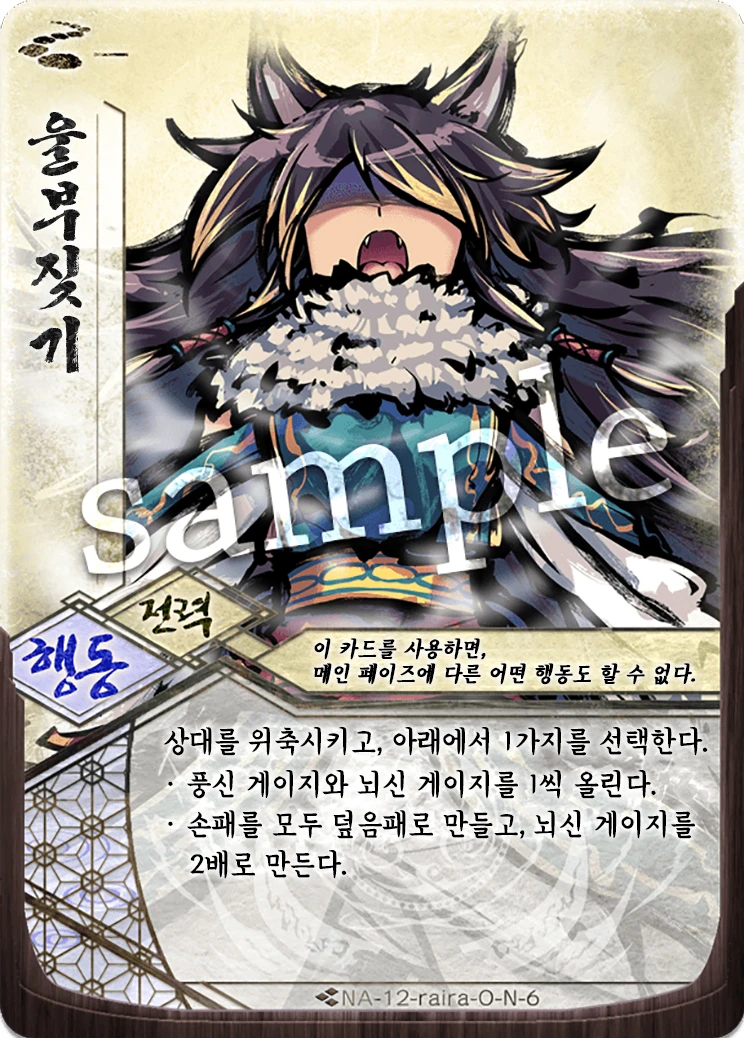 울부짖기
sample
전력
행동
이 카드를 사용하면,
메인 페이즈에 다른 어떤 행동도 할 수 없다.
상대를 위축시키고, 아래에서 1가지를 선택한다.
· 풍신 게이지와 뇌신 게이지를 1씩 올린다.
· 손패를 모두 덮음패로 만들고, 뇌신 게이지를
2배로 만든다.
NA-12-raira-O-N-6